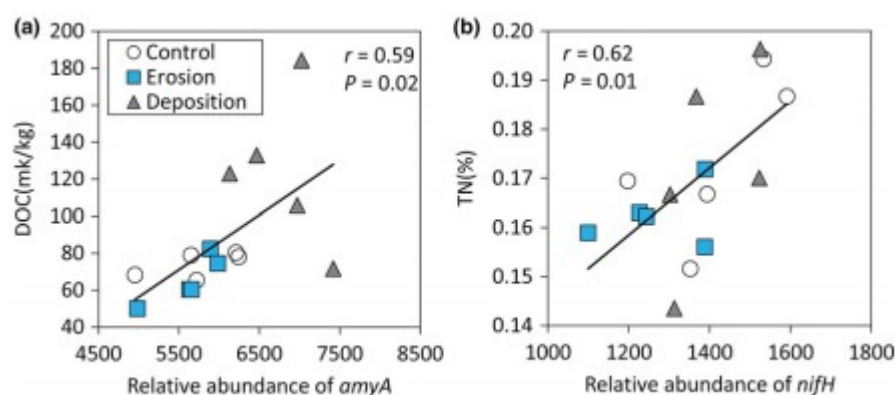 (a)
200
180
160
140
120
100
80
60
40
DOC(mk/kg)
Control
Erosion
Deposition
r = 0.59
P = 0.02
4500 5500 6500 7500 8500
Relative abundance of amyA
(b)
0.20
0.19
0.18
0.17
0.16
0.15
0.14
TN(%)
r = 0.62
P = 0.01
1000 1200 1400 1600 1800
Relative abundance of nifH